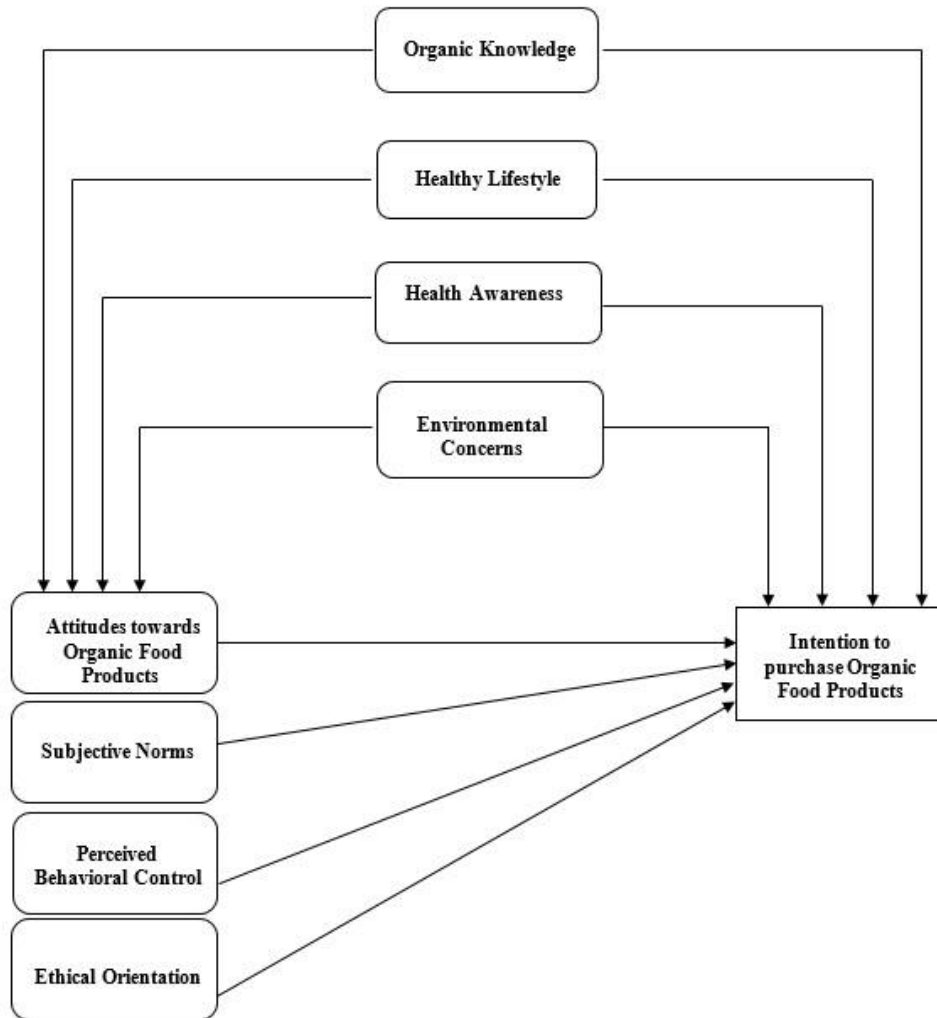 Organic Knowledge
Healthy Lifestyle
Health Awareness
Environmental
Concerns
Attitudes towards
Organic Food
Products
Intention to
purchase Organic
Food Products
Subjective Norms
Perceived
Behavioral Control
Ethical Orientation